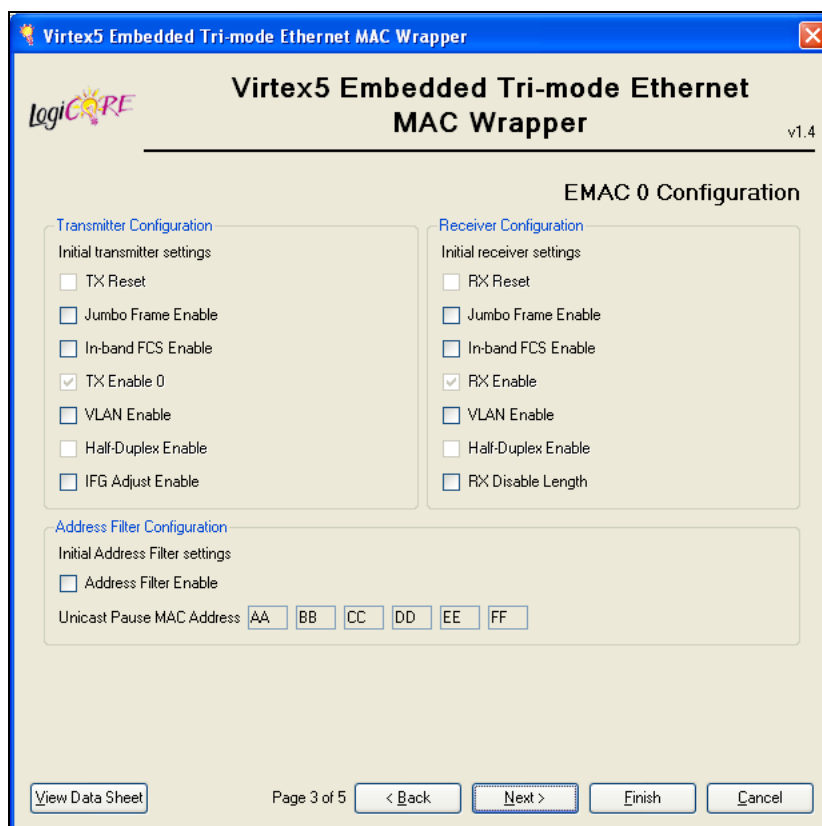 Virtex5 Embedded Tri-mode Ethernet MAC Wrapper
LogiCORE
Virtex5 Embedded Tri-mode Ethernet
MAC Wrapper
v1.4
EMAC 0 Configuration
Transmitter Configuration
Initial transmitter settings
TX Reset
Jumbo Frame Enable
In-band FCS Enable
TX Enable 0
VLAN Enable
Half-Duplex Enable
IFG Adjust Enable
Receiver Configuration
Initial receiver settings
RX Reset
Jumbo Frame Enable
In-band FCS Enable
RX Enable
VLAN Enable
Half-Duplex Enable
RX Disable Length
Address Filter Configuration
Initial Address Filter settings
Address Filter Enable
Unicast Pause MAC Address AA BB CC DD EE FF
View Data Sheet Page 3 of 5 < Back Next > Finish Cancel